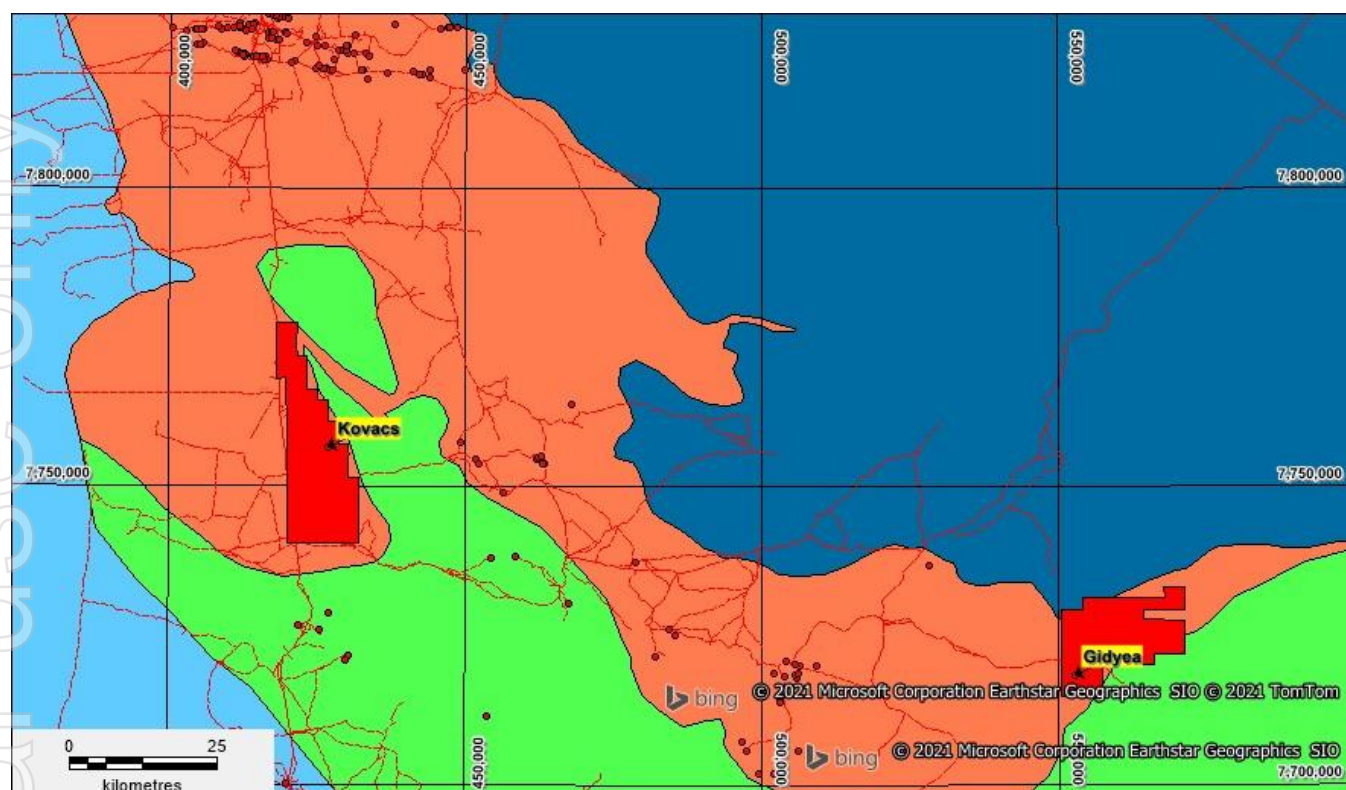 400,000
450,000
500,000
550,000
7,800,000
7,800,000
Kovacs
7,750,000
7,750,000
Gidyea
bing
© 2021 Microsoft Corporation Earthstar Geographics SIO © 2021 TomTom
bing
© 2021 Microsoft Corporation Earthstar Geographics SIO
0 25
kilometres
450,000
500,000
550,000
7,700,000